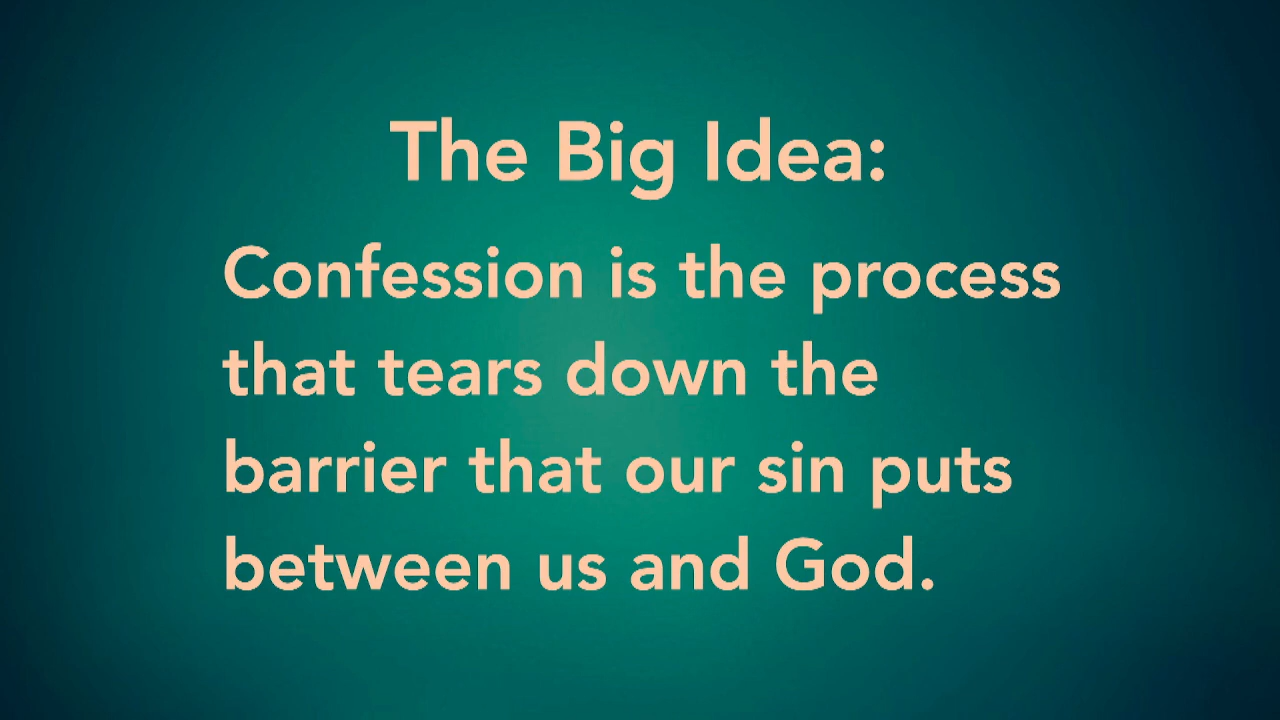 The Big Idea:
Confession is the process
that tears down the
barrier that our sin puts
between us and God.